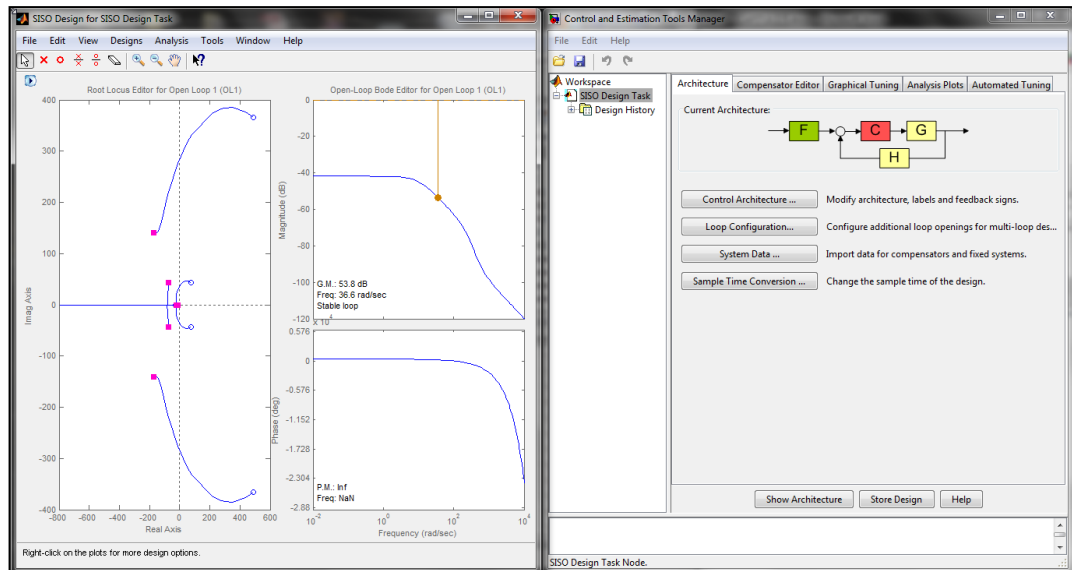 SISO Design for SISO Design Task
File Edit View Designs Analysis Tools Window Help
Root Locus Editor for Open Loop 1 (OL1)
400
300
200
100
0
-100
-200
-300
-400
-800 -600 -400 -200 0 200 400 600
Real Axis
Imag Axis
Open-Loop Bode Editor for Open Loop 1 (OL1)
0
-20
-40
-60
-80
-100
-120
Magnitude (dB)
G.M.: 53.8 dB
Freq: 36.6 rad/sec
Stable loop
x 10^4
0.576
0
-0.576
-1.152
-1.728
-2.304
-2.88
Phase (deg)
P.M.: Inf
Freq: NaN
10^-2 10^0 10^2 10^4
Frequency (rad/sec)
Right-click on the plots for more design options.
Control and Estimation Tools Manager
File Edit Help
Workspace
SISO Design Task
Design History
Architecture Compensator Editor Graphical Tuning Analysis Plots Automated Tuning
Current Architecture:
F C G
H
Control Architecture ... Modify architecture, labels and feedback signs.
Loop Configuration... Configure additional loop openings for multi-loop des...
System Data ... Import data for compensators and fixed systems.
Sample Time Conversion ... Change the sample time of the design.
Show Architecture Store Design Help
SISO Design Task Node.